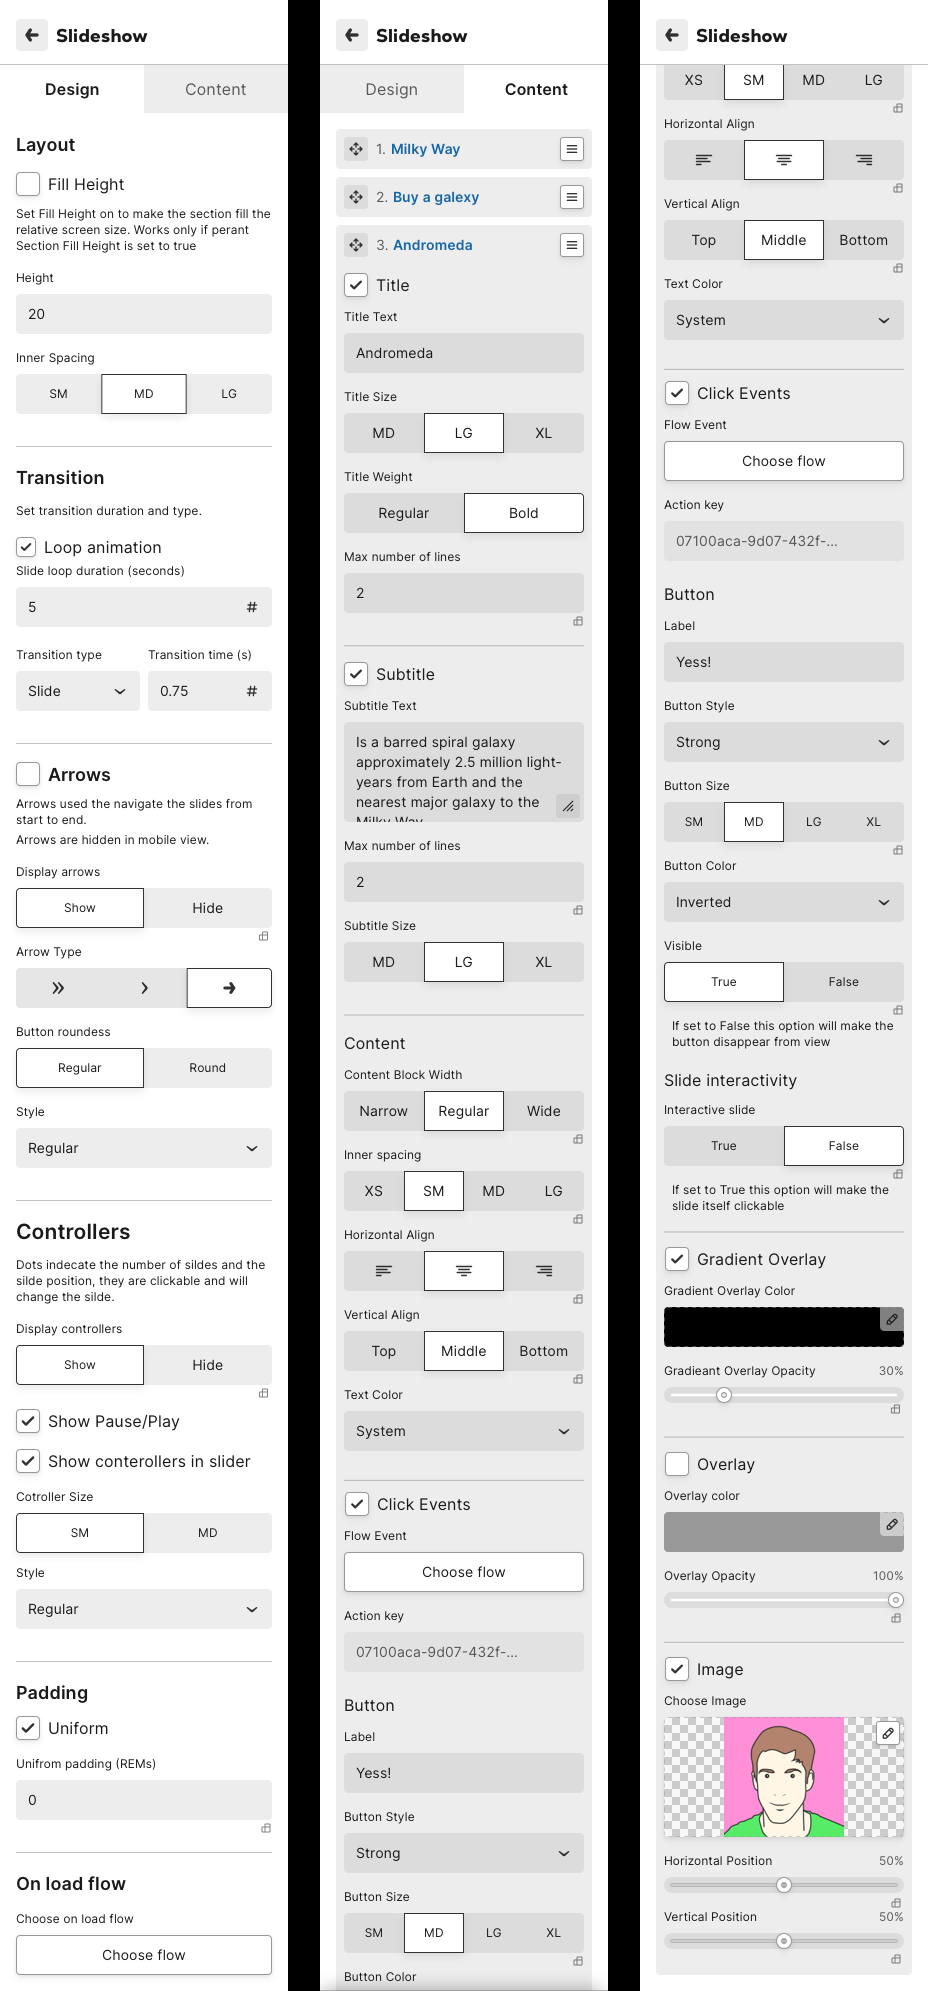 Slideshow
Design
Content
Layout
Fill Height
Set Fill Height on to make the section fill the
relative screen size. Works only if perant
Section Fill Height is set to true
Height
20
Inner Spacing
SM MD LG
Transition
Set transition duration and type.
Loop animation
Slide loop duration (seconds)
5 #
Transition type Transition time (s)
Slide 0.75 #
Arrows
Arrows used the navigate the slides from
start to end.
Arrows are hidden in mobile view.
Display arrows
Show Hide
Arrow Type
Button roundess
Regular Round
Style
Regular
Controllers
Dots indecate the number of sildes and the
silde position, they are clickable and will
change the silde.
Display controllers
Show Hide
Show Pause/Play
Show conterollers in slider
Cotroller Size
SM MD
Style
Regular
Padding
Uniform
Unifrom padding (REMs)
0
On load flow
Choose on load flow
Choose flow
Slideshow
Design Content
1. Milky Way
2. Buy a galexy
3. Andromeda
Title
Title Text
Andromeda
Title Size
MD LG XL
Title Weight
Regular Bold
Max number of lines
2
Subtitle
Subtitle Text
Is a barred spiral galaxy
approximately 2.5 million light-
years from Earth and the
nearest major galaxy to the
Milky Way
Max number of lines
2
Subtitle Size
MD LG XL
Content
Content Block Width
Narrow Regular Wide
Inner spacing
XS SM MD LG
Horizontal Align
Vertical Align
Top Middle Bottom
Text Color
System
Click Events
Flow Event
Choose flow
Action key
07100aca-9d07-432f-...
Button
Label
Yess!
Button Style
Strong
Button Size
SM MD LG XL
Button Color
Slideshow
XS SM MD LG
Horizontal Align
Vertical Align
Top Middle Bottom
Text Color
System
Click Events
Flow Event
Choose flow
Action key
07100aca-9d07-432f-...
Button
Label
Yess!
Button Style
Strong
Button Size
SM MD LG XL
Button Color
Inverted
Visible
True False
If set to False this option will make the
button disappear from view
Slide interactivity
Interactive slide
True False
If set to True this option will make the
slide itself clickable
Gradient Overlay
Gradient Overlay Color
Gradieant Overlay Opacity 30%
Overlay
Overlay color
Overlay Opacity 100%
Image
Choose Image
Horizontal Position 50%
Vertical Position 50%